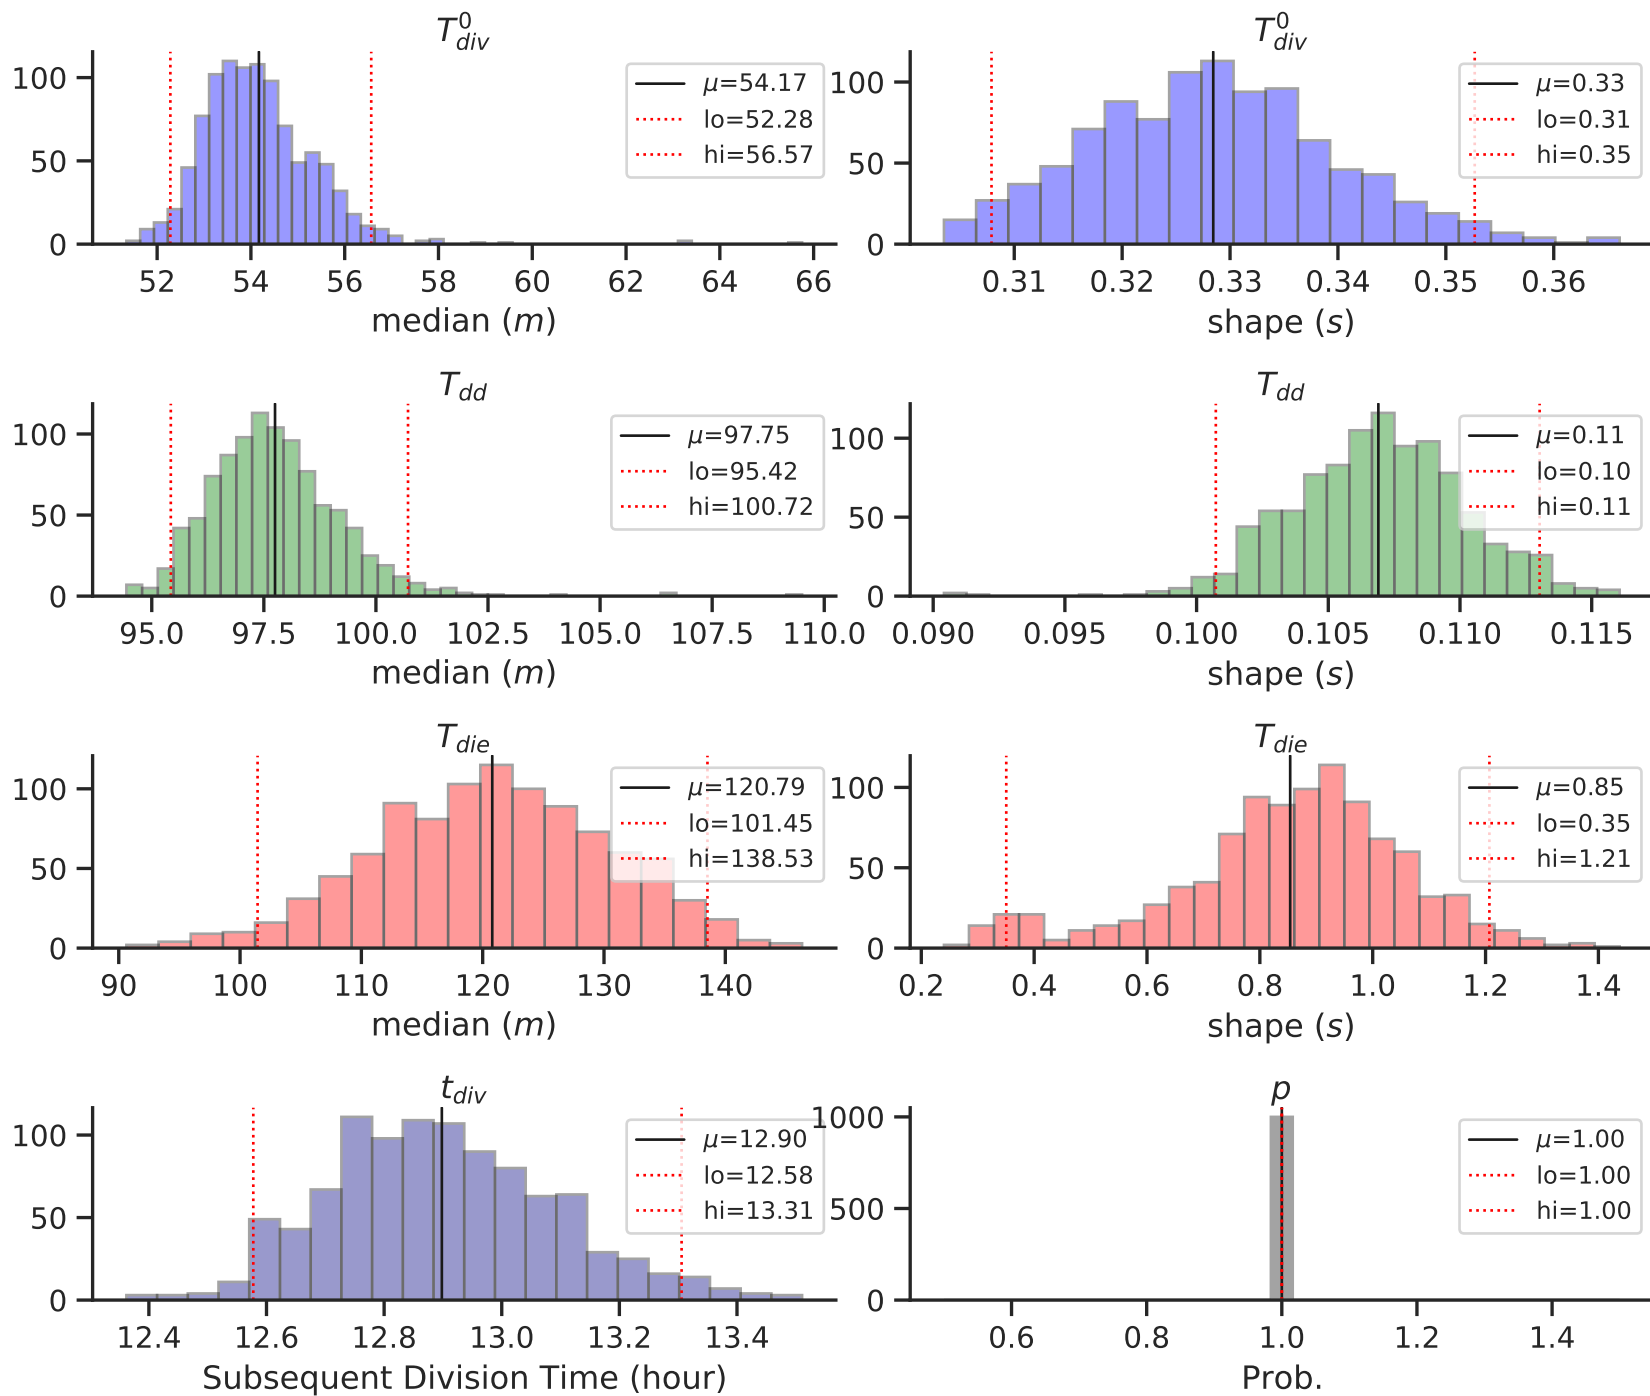 T⁰_div
100
50
0
52 54 56 58 60 62 64 66
median (m)
μ=54.17
lo=52.28
hi=56.57
T⁰_div
100
50
0
0.31 0.32 0.33 0.34 0.35 0.36
shape (s)
μ=0.33
lo=0.31
hi=0.35
T_dd
100
50
0
95.0 97.5 100.0 102.5 105.0 107.5 110.0
median (m)
μ=97.75
lo=95.42
hi=100.72
T_dd
100
50
0
0.090 0.095 0.100 0.105 0.110 0.115
shape (s)
μ=0.11
lo=0.10
hi=0.11
T_die
100
50
0
90 100 110 120 130 140
median (m)
μ=120.79
lo=101.45
hi=138.53
T_die
100
50
0
0.2 0.4 0.6 0.8 1.0 1.2 1.4
shape (s)
μ=0.85
lo=0.35
hi=1.21
t_div
100
50
0
12.4 12.6 12.8 13.0 13.2 13.4
Subsequent Division Time (hour)
μ=12.90
lo=12.58
hi=13.31
p
1000
500
0
0.6 0.8 1.0 1.2 1.4
Prob.
μ=1.00
lo=1.00
hi=1.00